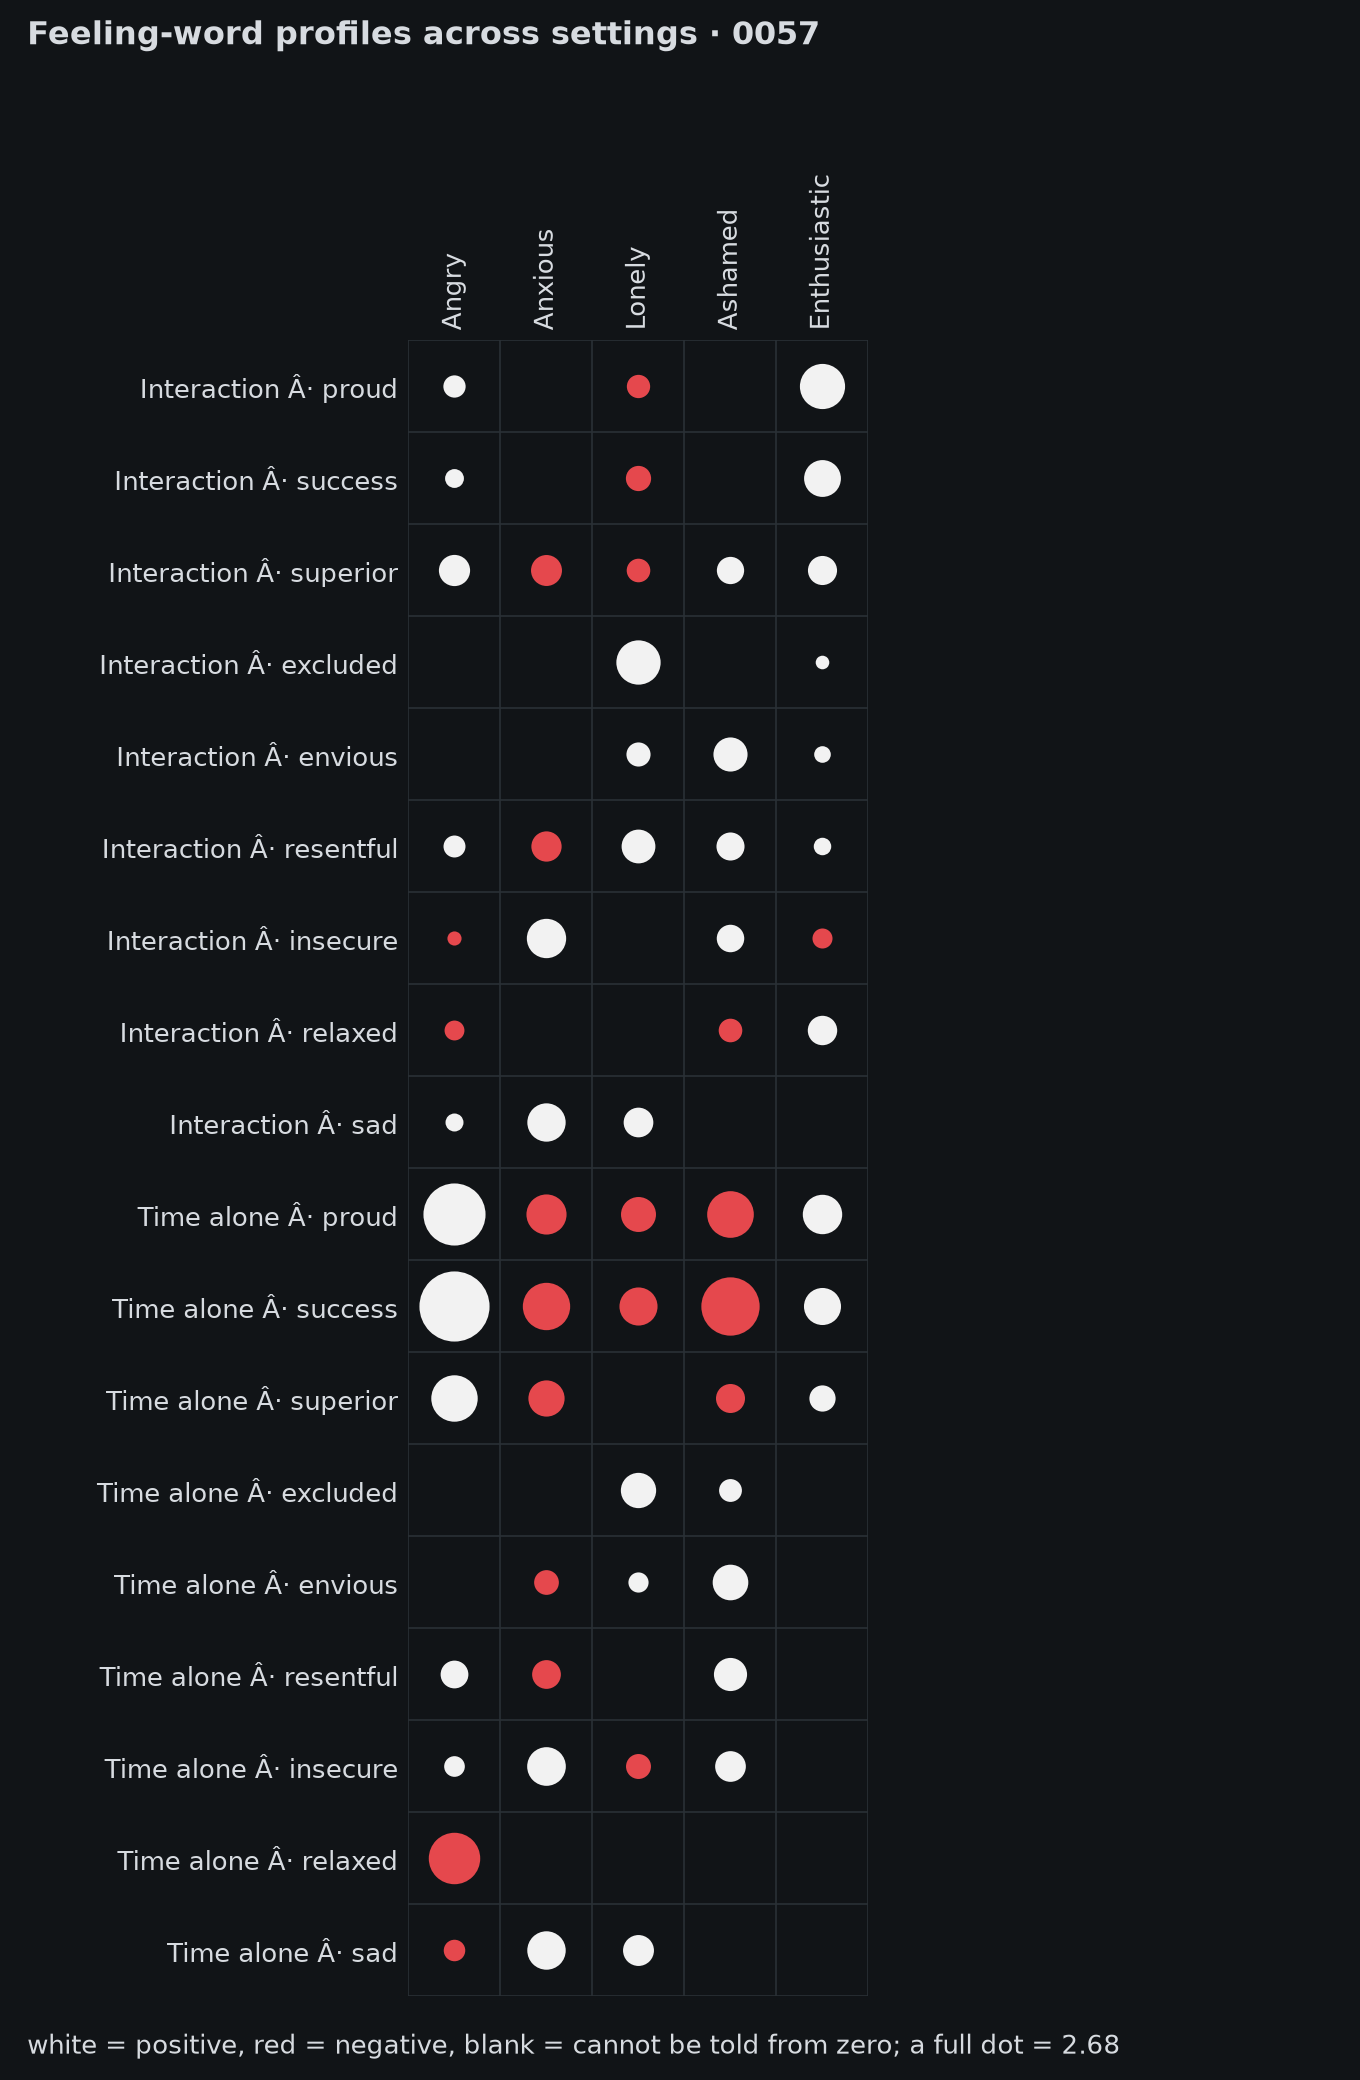 Feeling-word profiles across settings · 0057
Angry
Anxious
Lonely
Ashamed
Enthusiastic
Interaction Â· proud
Interaction Â· success
Interaction Â· superior
Interaction Â· excluded
Interaction Â· envious
Interaction Â· resentful
Interaction Â· insecure
Interaction Â· relaxed
Interaction Â· sad
Time alone Â· proud
Time alone Â· success
Time alone Â· superior
Time alone Â· excluded
Time alone Â· envious
Time alone Â· resentful
Time alone Â· insecure
Time alone Â· relaxed
Time alone Â· sad
white = positive, red = negative, blank = cannot be told from zero; a full dot = 2.68